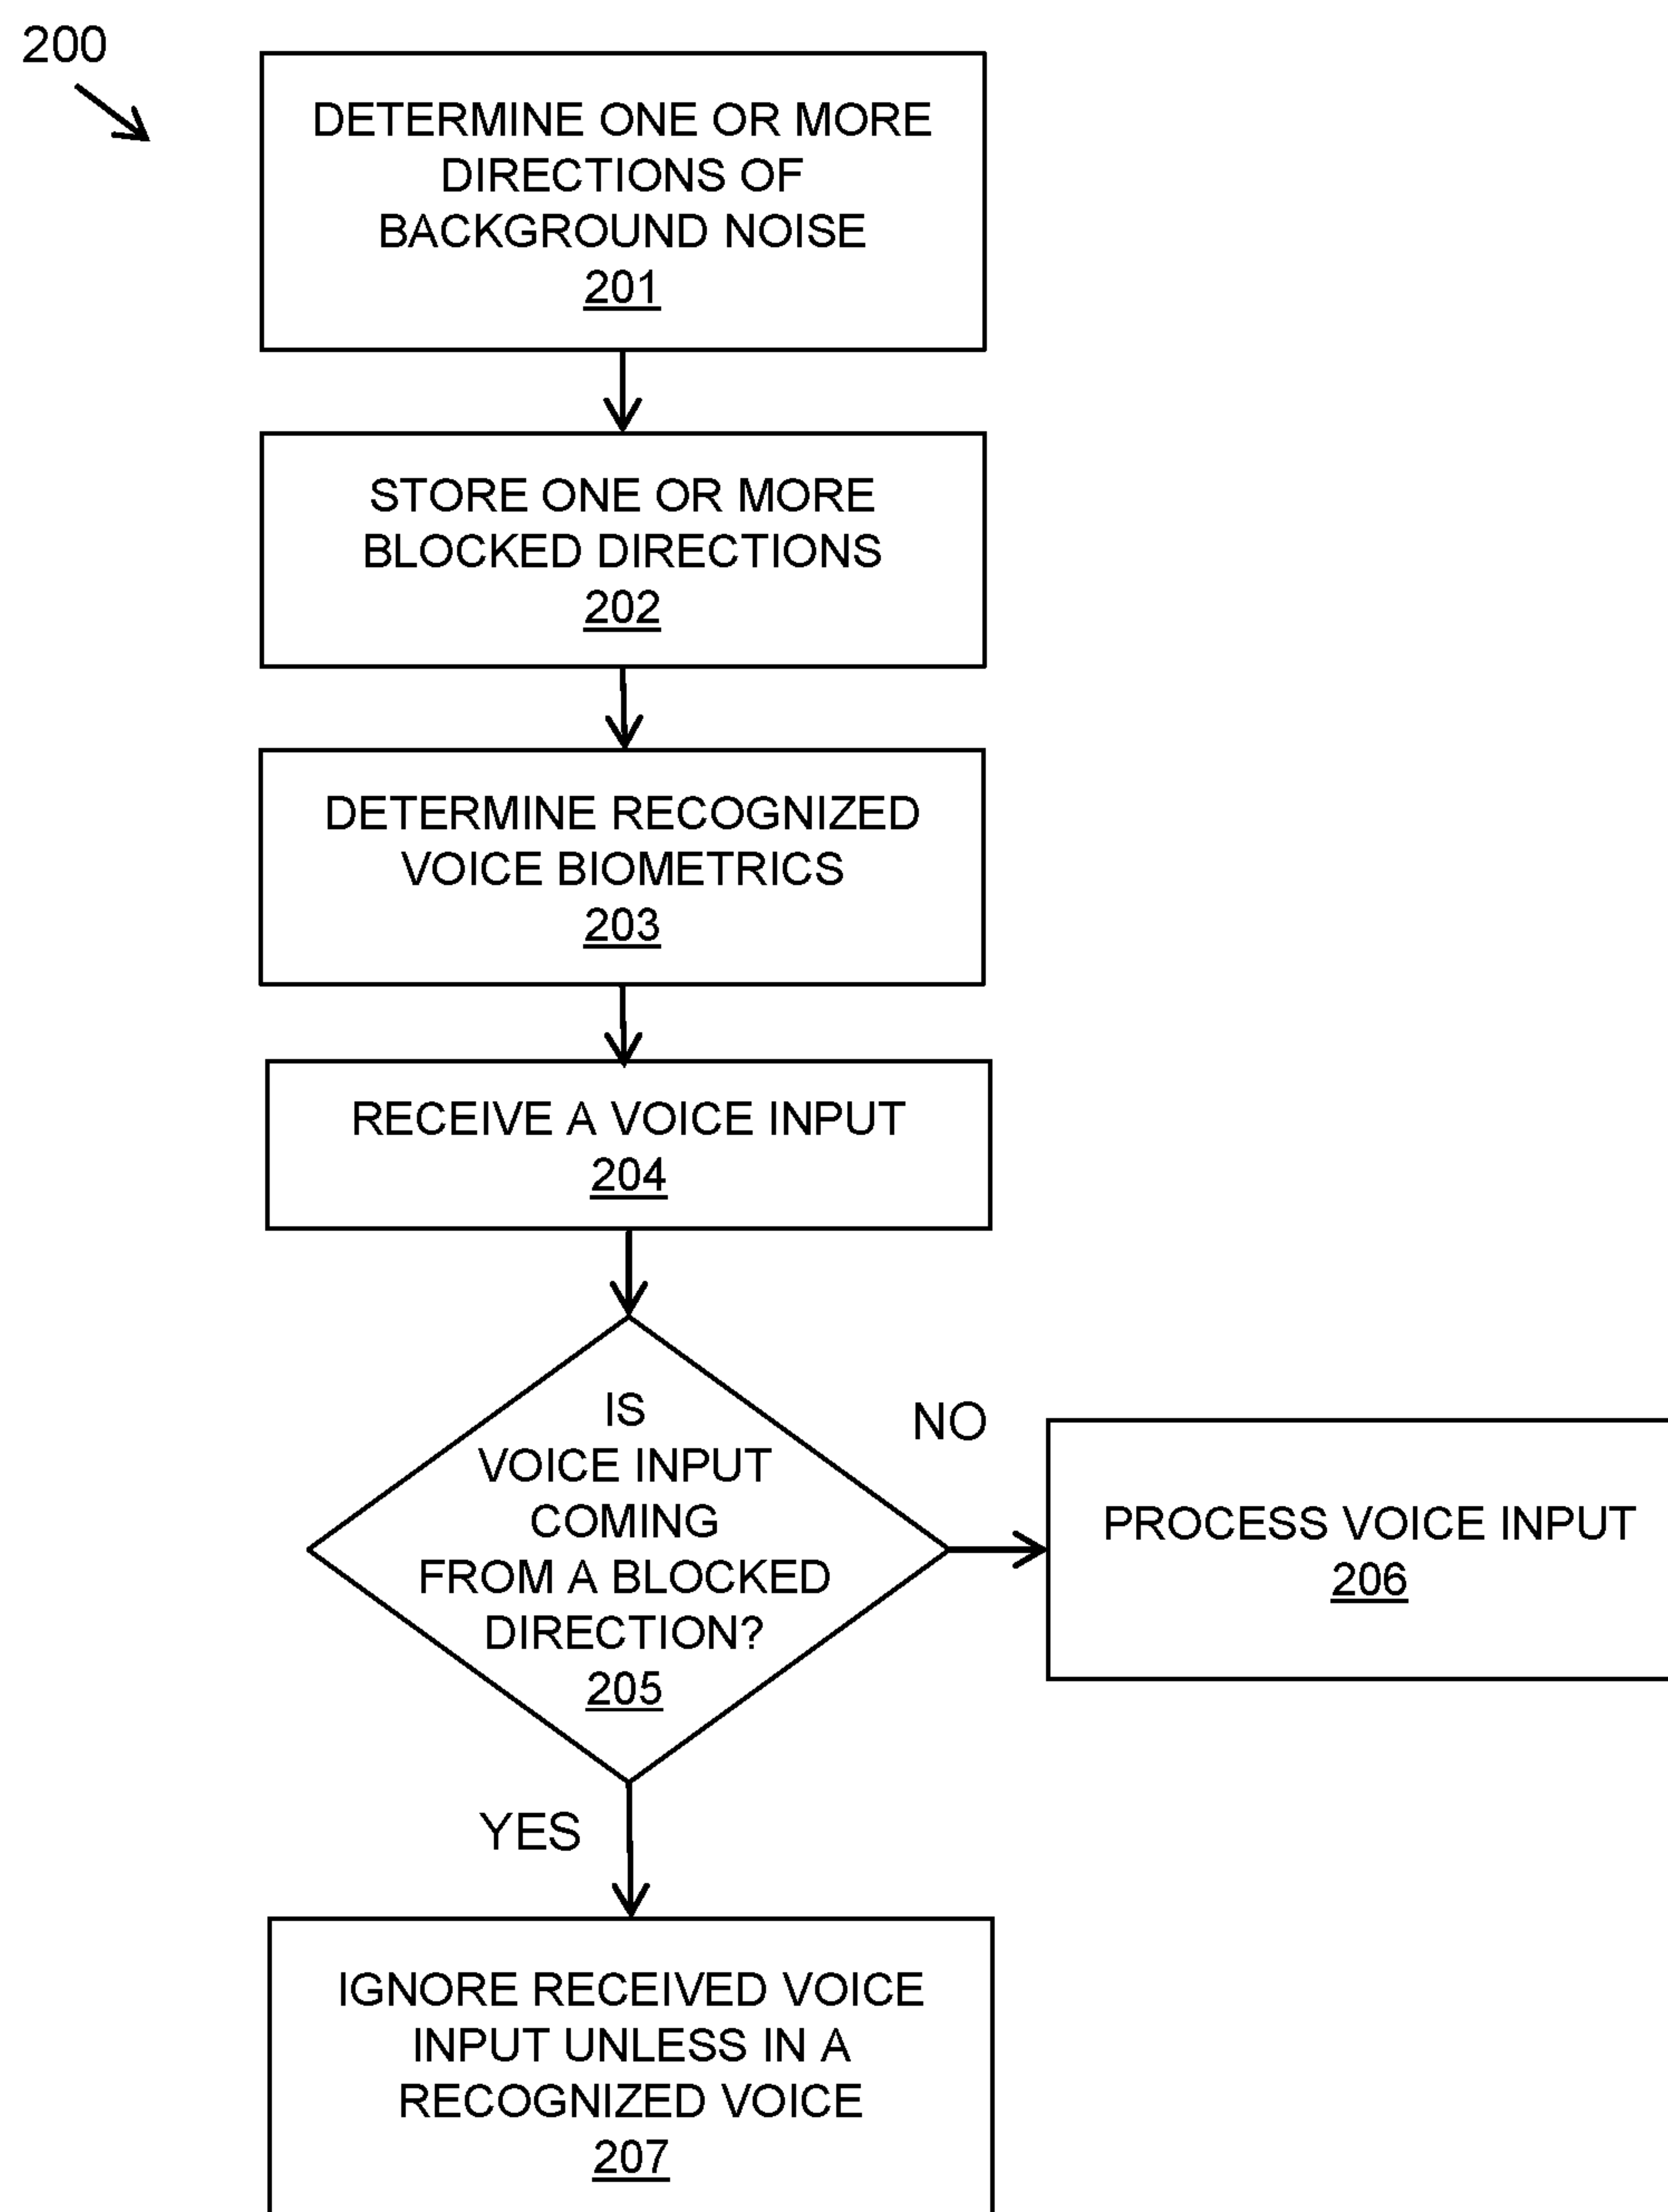 200
DETERMINE ONE OR MORE
DIRECTIONS OF
BACKGROUND NOISE
201
STORE ONE OR MORE
BLOCKED DIRECTIONS
202
DETERMINE RECOGNIZED
VOICE BIOMETRICS
203
RECEIVE A VOICE INPUT
204
IS
VOICE INPUT
COMING
FROM A BLOCKED
DIRECTION?
205
NO
PROCESS VOICE INPUT
206
YES
IGNORE RECEIVED VOICE
INPUT UNLESS IN A
RECOGNIZED VOICE
207